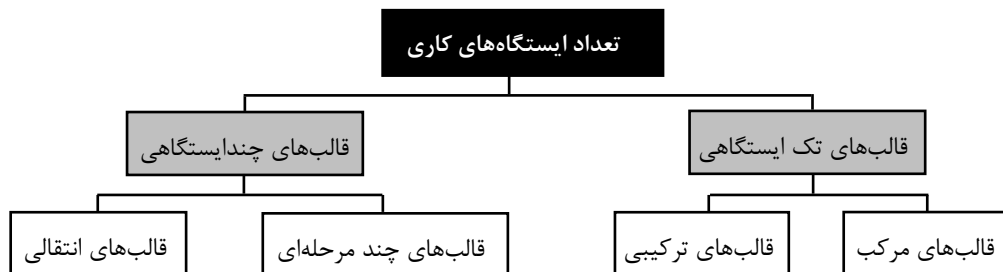 تعداد ایستگاه‌های کاری
قالب‌های تک ایستگاهی
قالب‌های چندایستگاهی
قالب‌های مرکب
قالب‌های ترکیبی
قالب‌های چند مرحله‌ای
قالب‌های انتقالی